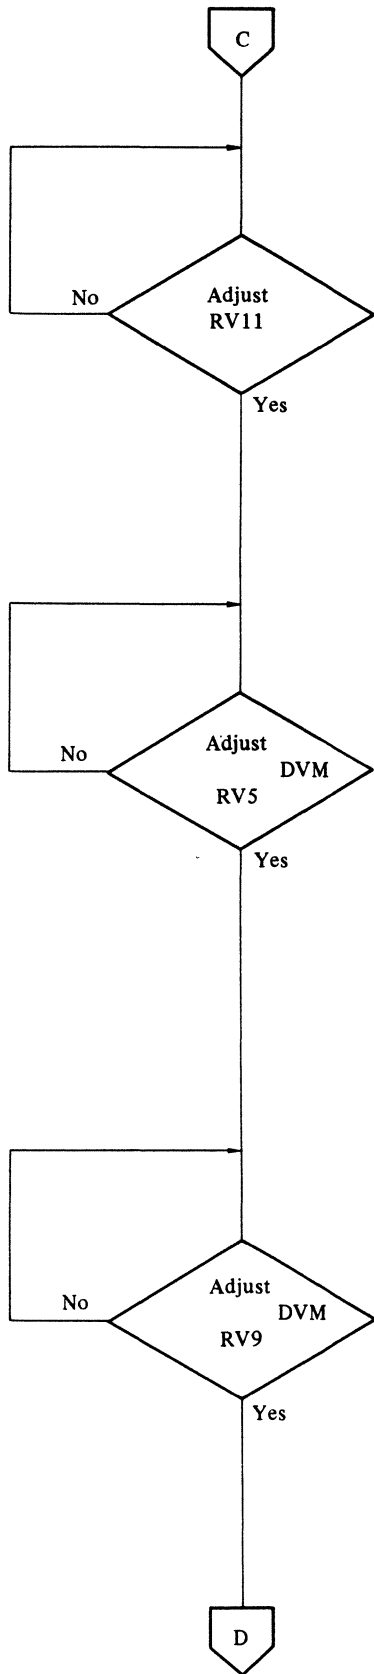 C
No
Adjust
RV11
Yes
No
Adjust
DVM
RV5
Yes
No
Adjust
DVM
RV9
Yes
D